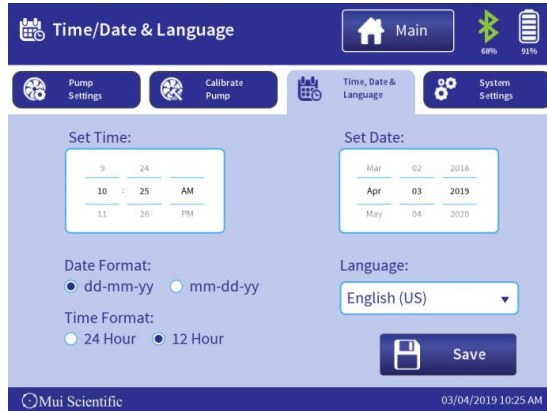 Time/Date & Language
Main
68%
91%
Pump
Settings
Calibrate
Pump
Time, Date &
Language
System
Settings
Set Time:
9 24
10 : 25 AM
11 26 PM
Set Date:
Mar 02 2018
Apr 03 2019
May 04 2020
Date Format:
dd-mm-yy mm-dd-yy
Time Format:
24 Hour 12 Hour
Language:
English (US)
Save
Mui Scientific
03/04/2019 10:25 AM